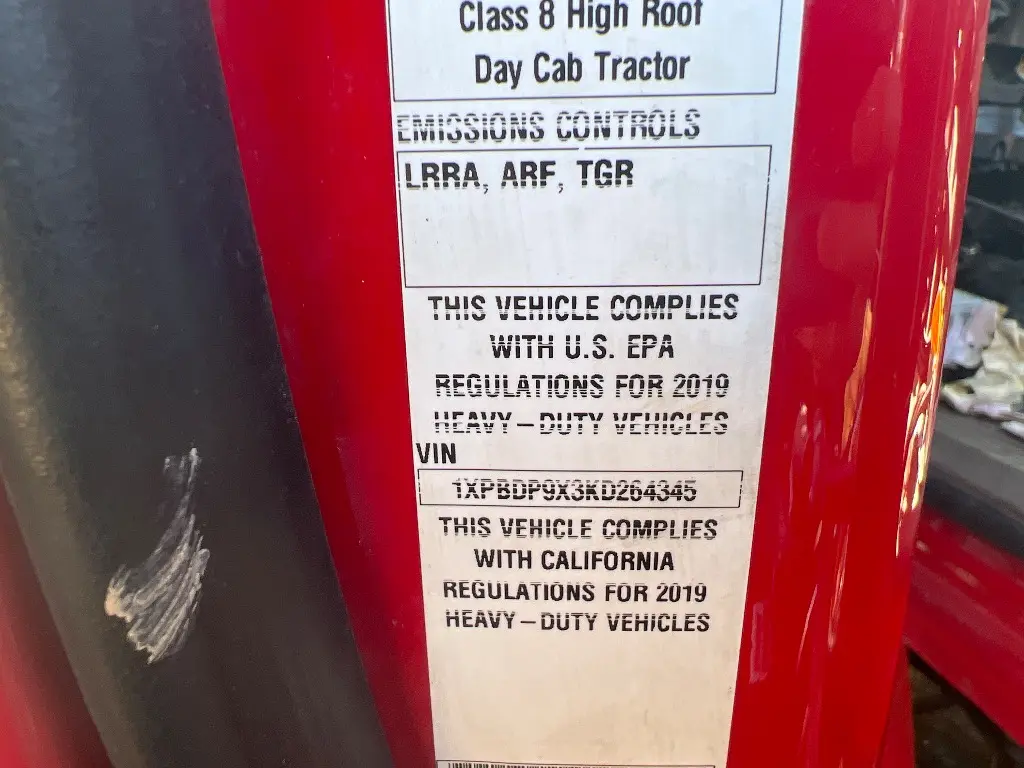 Class 8 High Roof
Day Cab Tractor
EMISSIONS CONTROLS
LRRA, ARF, TGR
THIS VEHICLE COMPLIES
WITH U.S. EPA
REGULATIONS FOR 2019
HEAVY-DUTY VEHICLES
VIN
1XPBDP9X3KD264345
THIS VEHICLE COMPLIES
WITH CALIFORNIA
REGULATIONS FOR 2019
HEAVY-DUTY VEHICLES